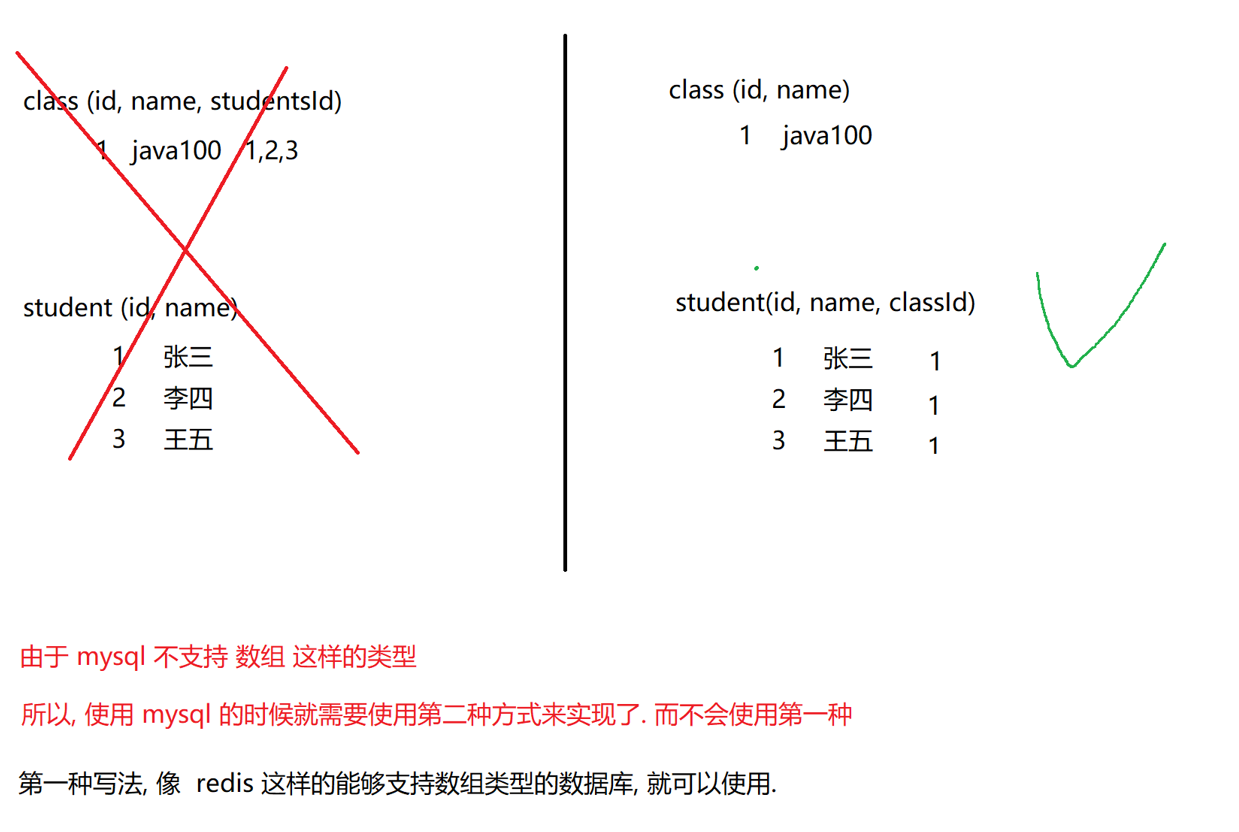 class (id, name, studentsId)
1 java100 1,2,3
student (id, name)
1 张三
2 李四
3 王五
class (id, name)
1 java100
student(id, name, classId)
1 张三 1
2 李四 1
3 王五 1
由于 mysql 不支持 数组 这样的类型
所以, 使用 mysql 的时候就需要使用第二种方式来实现了. 而不会使用第一种
第一种写法, 像 redis 这样的能够支持数组类型的数据库, 就可以使用.